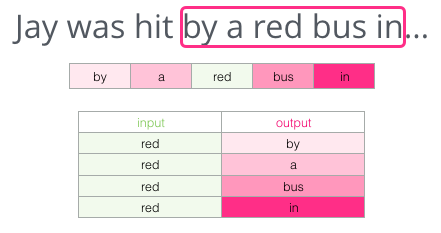 Jay was hit by a red bus in...
by a red bus in
input output
red by
red a
red bus
red in